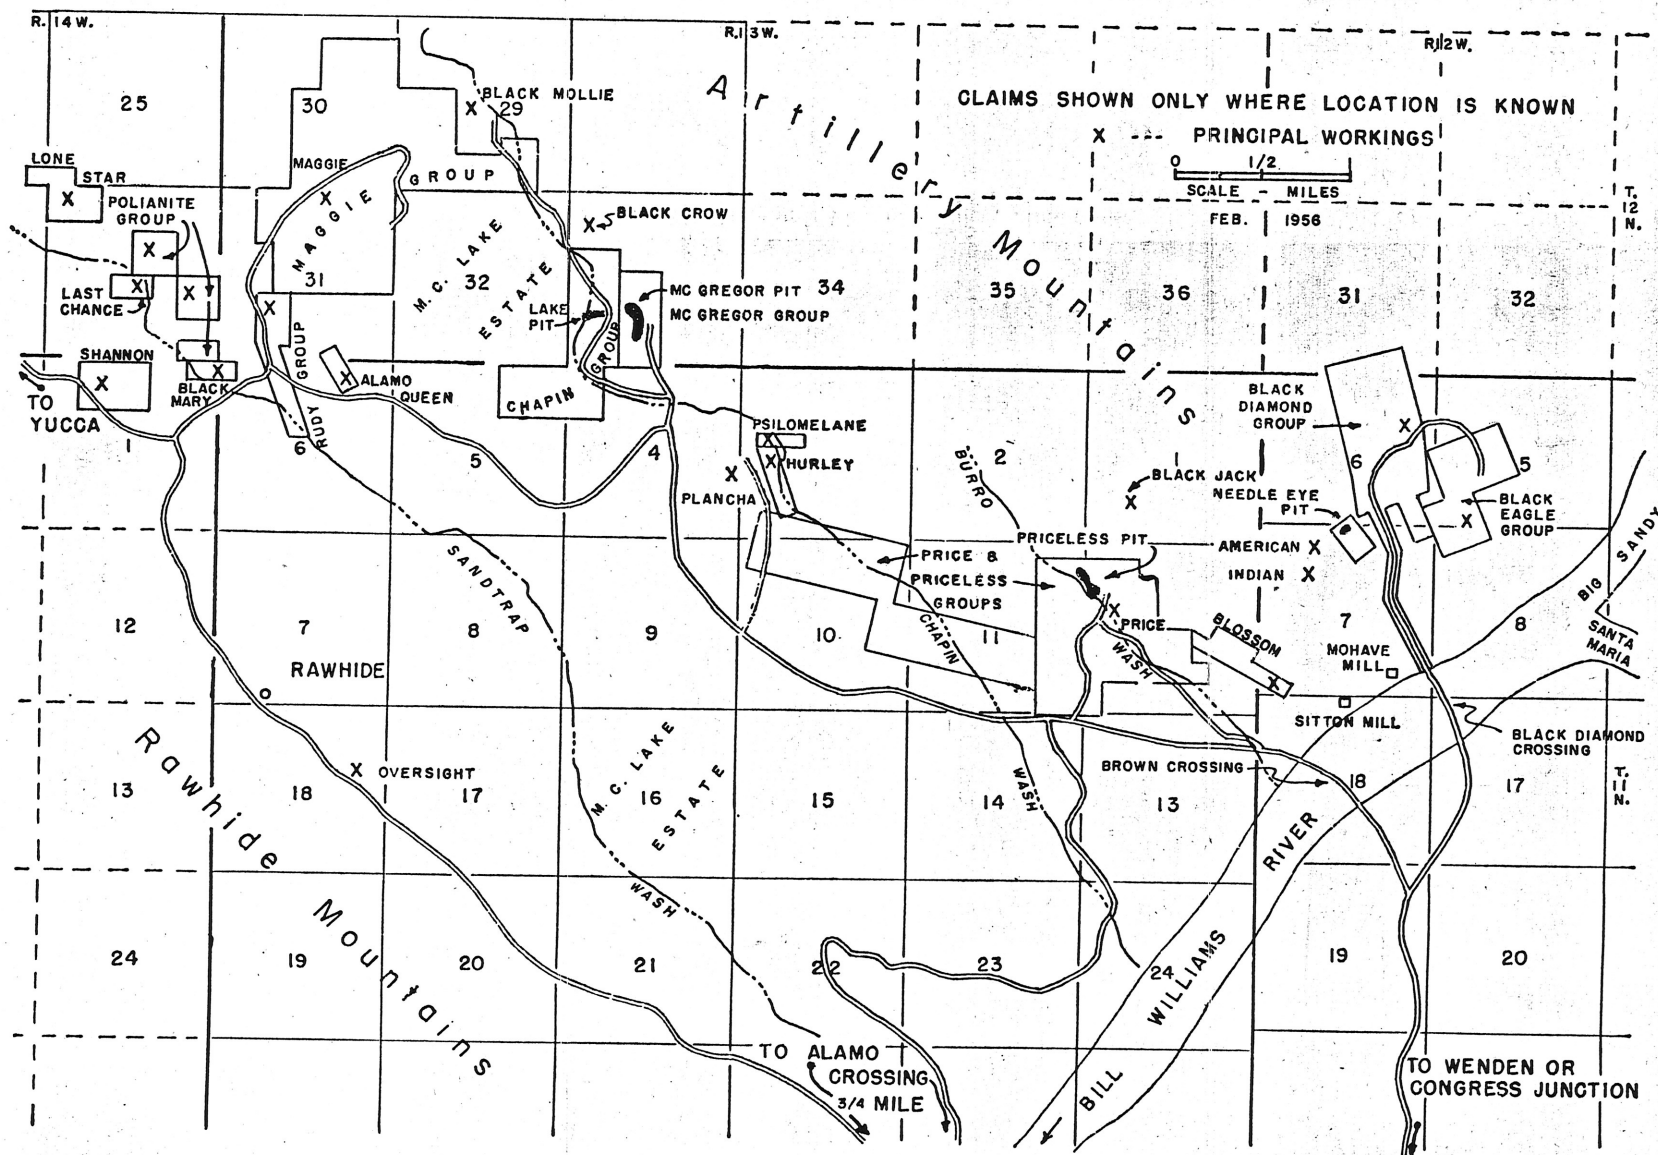 R. 14 W.
R. 13 W.
R. 12 W.
Artillery Mountains
CLAIMS SHOWN ONLY WHERE LOCATION IS KNOWN
X --- PRINCIPAL WORKINGS
0 1/2 1
SCALE - MILES
FEB. 1956
T.
12
N.
25
30
29
BLACK MOLLIE
LONE
STAR
MAGGIE
GROUP
POLIANITE
GROUP
MAGGIE
31
M. C. LAKE
32
ESTATE
BLACK CROW
LAKE
PIT
MC GREGOR PIT
MC GREGOR GROUP
34
35
36
31
32
LAST
CHANCE
SHANNON
BLACK
MARY
RUDY GROUP
ALAMO
QUEEN
CHAPIN GROUP
TO
YUCCA
1
6
5
4
PSILOMELANE
HURLEY
PLANCHA
2
BURRO
1
BLACK JACK
BLACK
DIAMOND
GROUP
6
5
NEEDLE EYE
PIT
BLACK
EAGLE
GROUP
AMERICAN
INDIAN
PRICELESS PIT
PRICE &
PRICELESS
GROUPS
PRICE
WASH
BLOSSOM
SANDTRAP
12
7
8
9
10
CHAPIN
11
7
8
BIG SANDY
SANTA
MARIA
MOHAVE
MILL
SITTON MILL
RAWHIDE
Rawhide Mountains
BLACK DIAMOND
CROSSING
BROWN CROSSING
OVERSIGHT
13
18
17
M. C. LAKE
16
ESTATE
15
14
WASH
13
18
17
T.
11
N.
WASH
24
19
20
21
22
23
24
19
20
BILL WILLIAMS RIVER
TO ALAMO
CROSSING
3/4 MILE
TO WENDEN OR
CONGRESS JUNCTION